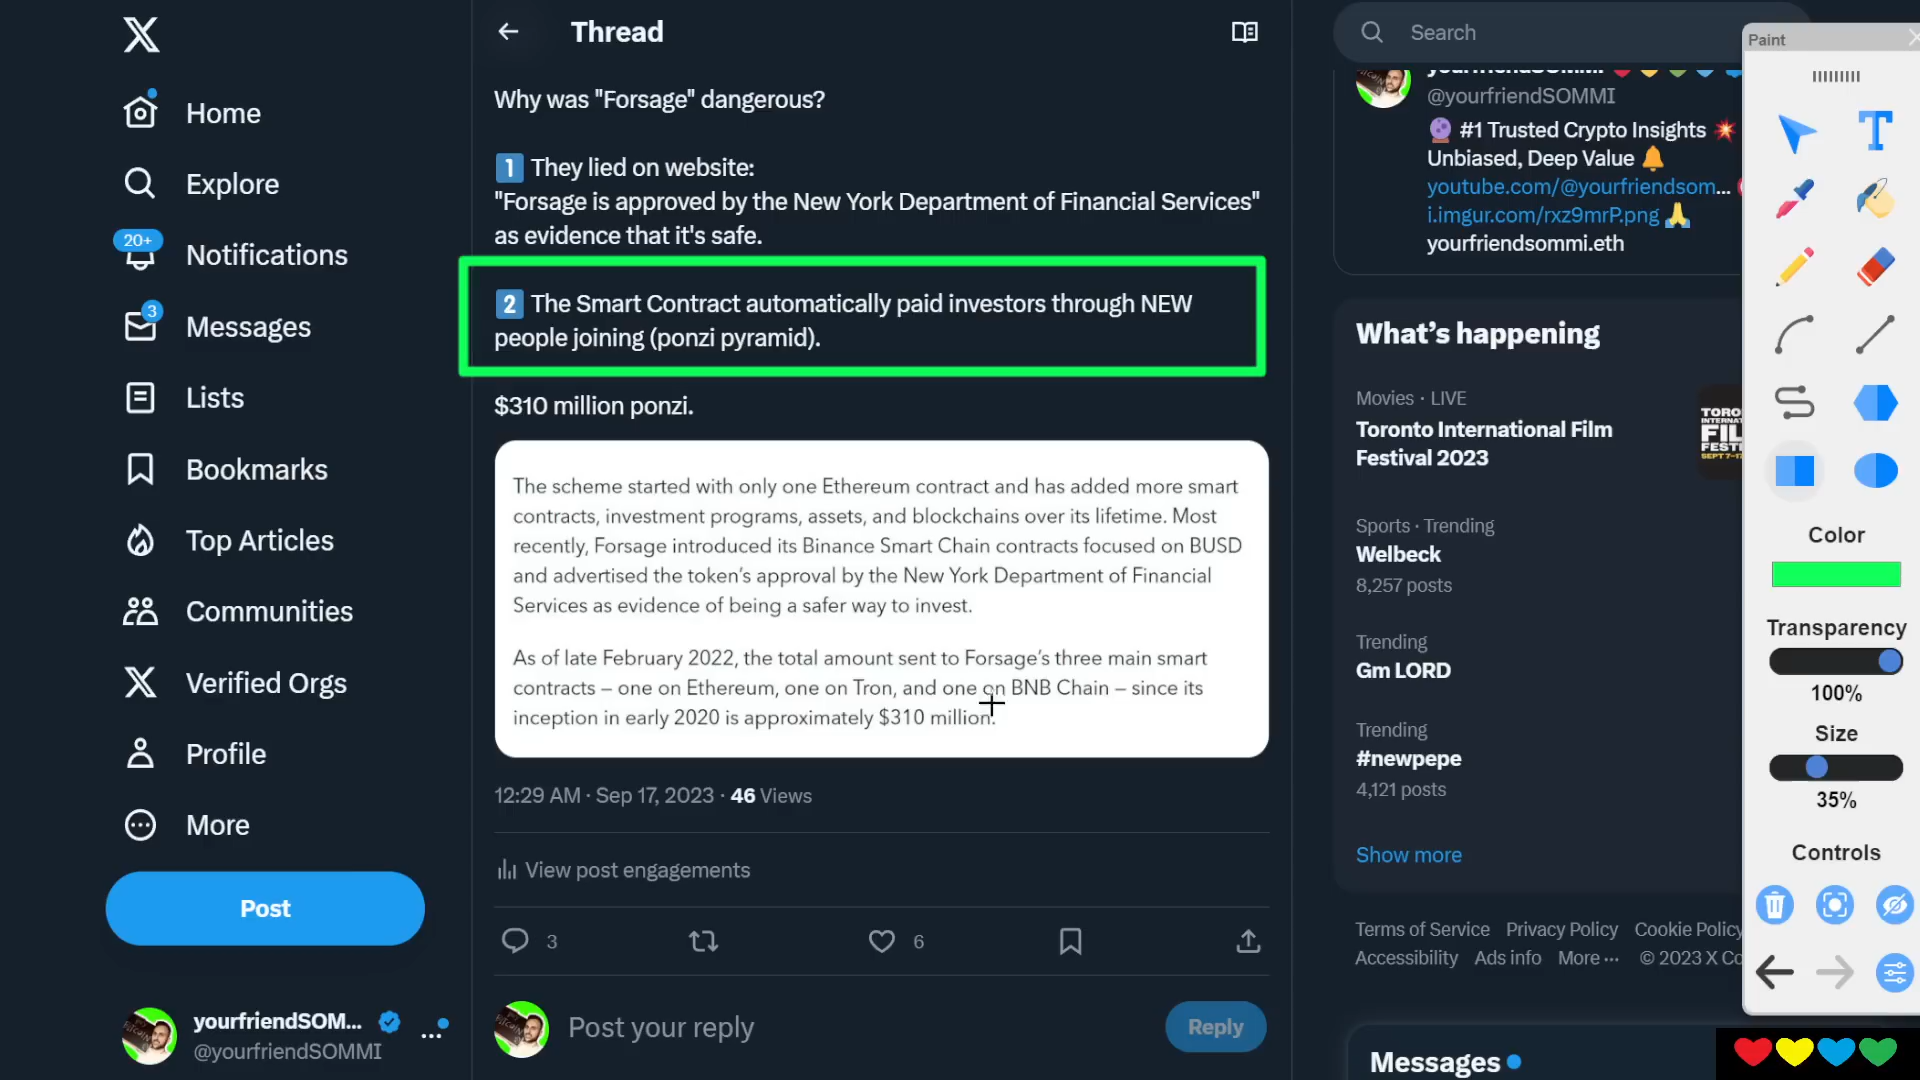 Home
Explore
20+
Notifications
3
Messages
Lists
Bookmarks
Top Articles
Communities
Verified Orgs
Profile
More
Post
yourfriendSOM...
@yourfriendSOMMI
Thread
Why was "Forsage" dangerous?
1 They lied on website:
"Forsage is approved by the New York Department of Financial Services"
as evidence that it's safe.
2 The Smart Contract automatically paid investors through NEW
people joining (ponzi pyramid).
$310 million ponzi.
The scheme started with only one Ethereum contract and has added more smart
contracts, investment programs, assets, and blockchains over its lifetime. Most
recently, Forsage introduced its Binance Smart Chain contracts focused on BUSD
and advertised the token's approval by the New York Department of Financial
Services as evidence of being a safer way to invest.
As of late February 2022, the total amount sent to Forsage's three main smart
contracts – one on Ethereum, one on Tron, and one on BNB Chain – since its
inception in early 2020 is approximately $310 million.
12:29 AM · Sep 17, 2023 · 46 Views
View post engagements
3
6
Post your reply
Reply
Search
@yourfriendSOMMI
🔮 #1 Trusted Crypto Insights 💥
Unbiased, Deep Value 🔔
youtube.com/@yourfriendsom...
i.imgur.com/rxz9mrP.png 🙏
yourfriendsommi.eth
What's happening
Movies · LIVE
Toronto International Film
Festival 2023
Sports · Trending
Welbeck
8,257 posts
Trending
Gm LORD
Trending
#newpepe
4,121 posts
Show more
Terms of Service Privacy Policy Cookie Policy
Accessibility Ads info More ··· © 2023 X Co
Messages
Paint
T
Color
Transparency
100%
Size
35%
Controls